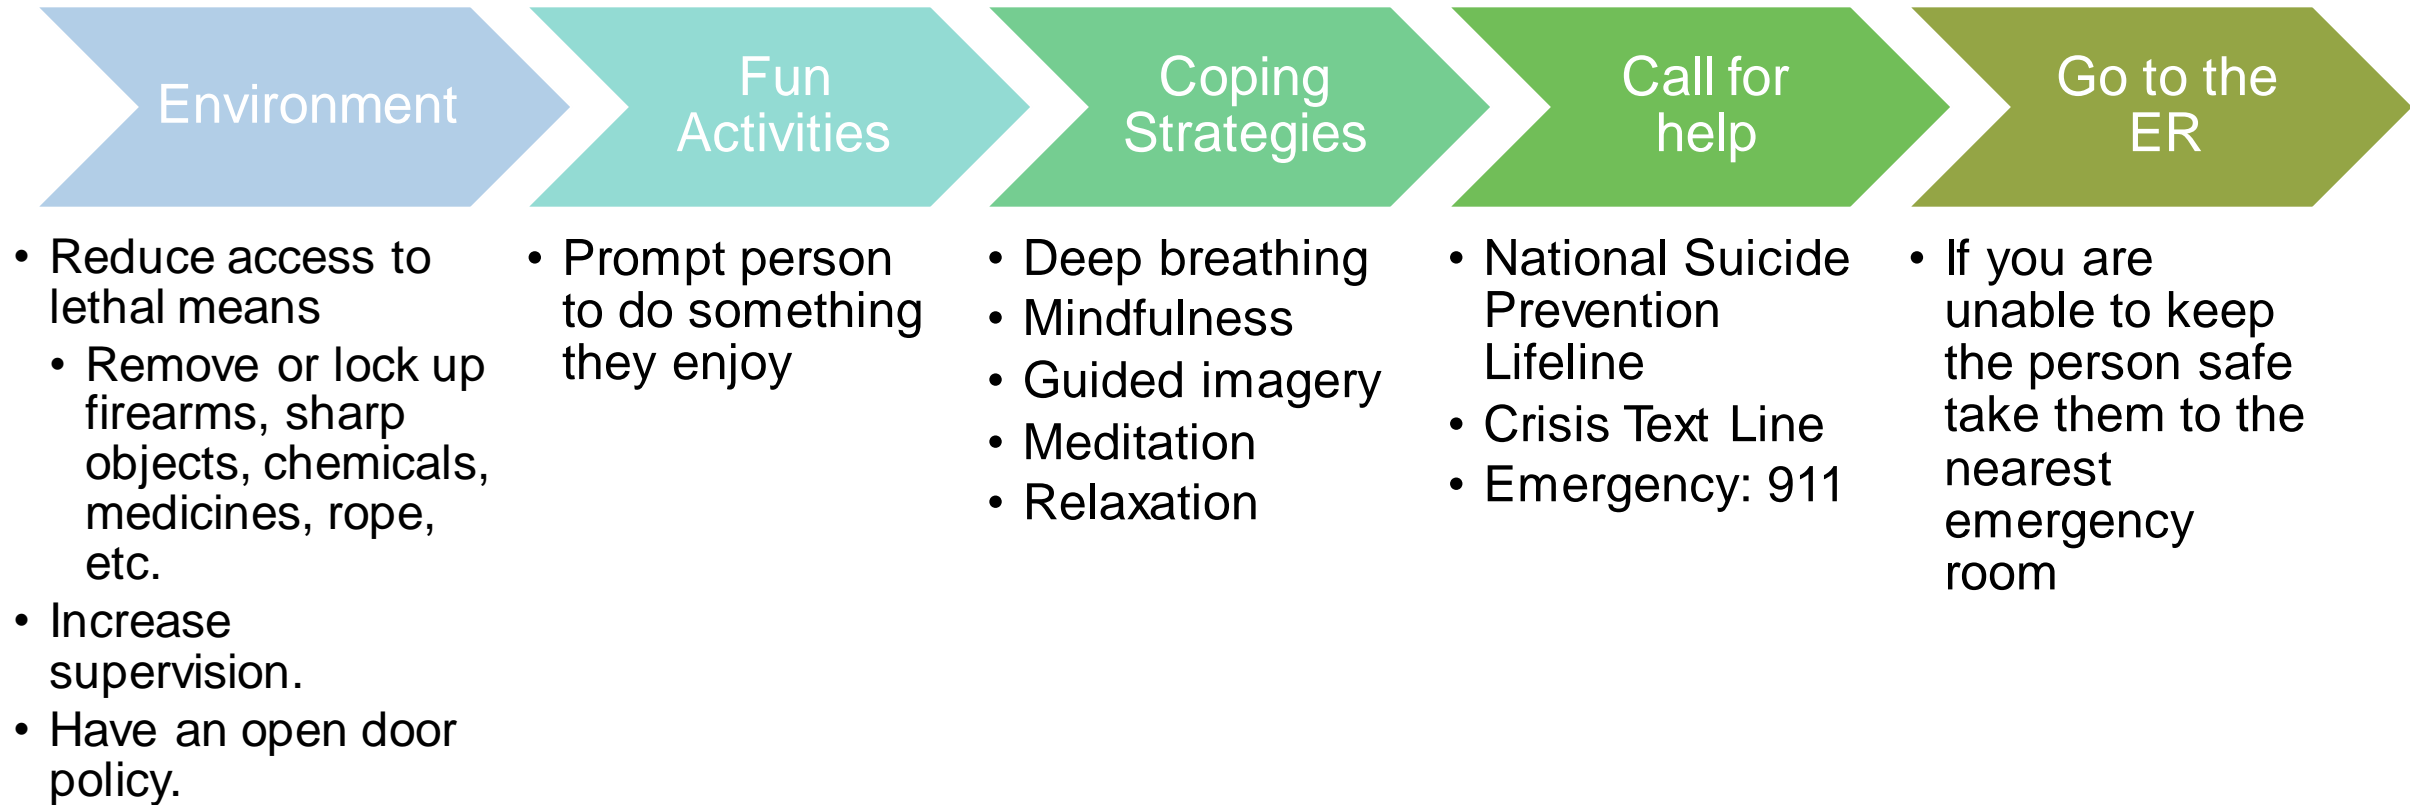 Environment
• Reduce access to
lethal means
• Remove or lock up
firearms, sharp
objects, chemicals,
medicines, rope,
etc.
• Increase
supervision.
• Have an open door
policy.
Fun
Activities
• Prompt person
to do something
they enjoy
Coping
Strategies
• Deep breathing
• Mindfulness
• Guided imagery
• Meditation
• Relaxation
Call for
help
• National Suicide
Prevention
Lifeline
• Crisis Text Line
• Emergency: 911
Go to the
ER
• If you are
unable to keep
the person safe
take them to the
nearest
emergency
room